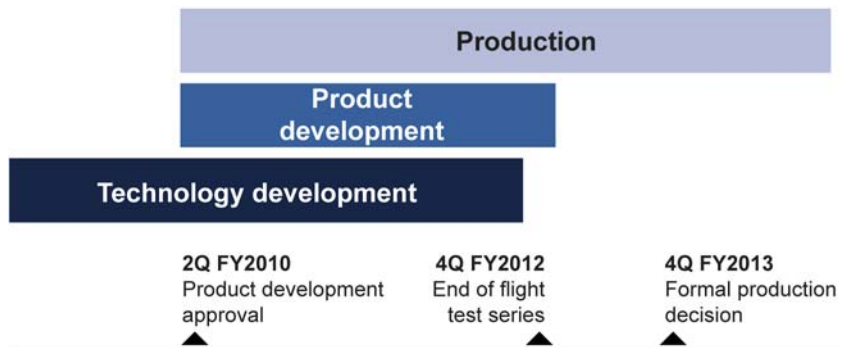 Production
Product
development
Technology development
2Q FY2010
Product development
approval
4Q FY2012
End of flight
test series
4Q FY2013
Formal production
decision